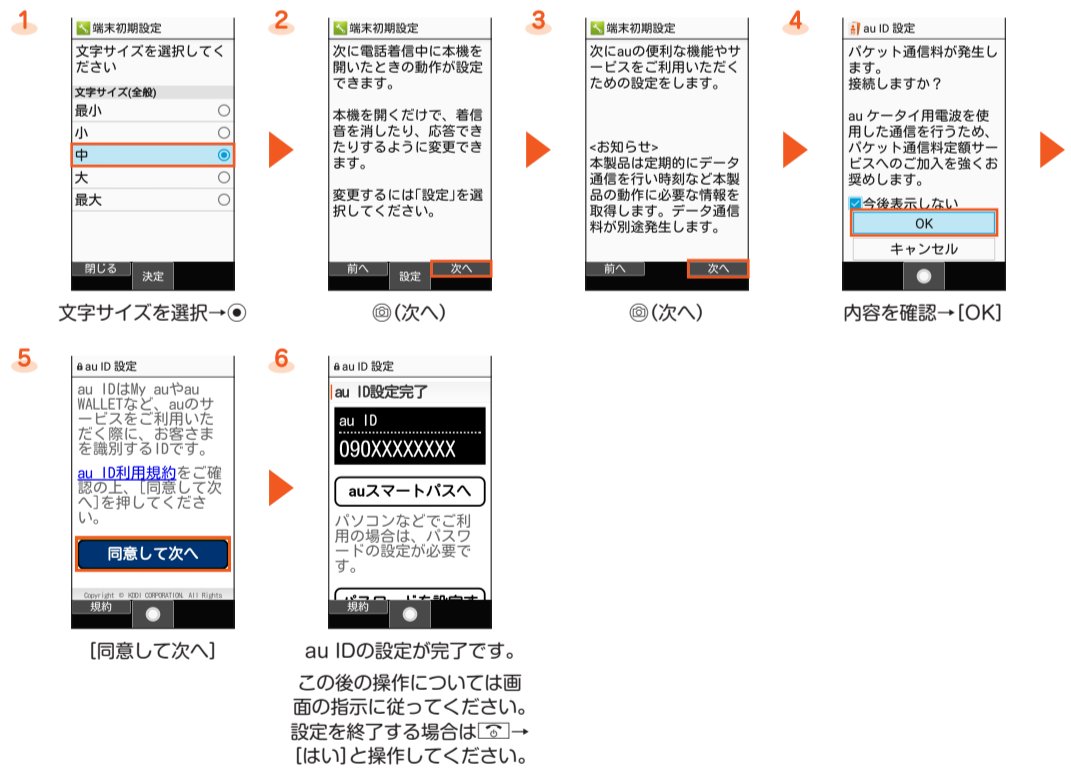 1
端末初期設定
文字サイズを選択してく
ださい
文字サイズ(全般)
最小
小
中
大
最大
閉じる
決定
文字サイズを選択→
2
端末初期設定
次に電話着信中に本機を
開いたときの動作が設定
できます。
本機を開くだけで、着信
音を消したり、応答でき
たりするように変更でき
ます。
変更するには「設定」を選
択してください。
前へ
設定
次へ
(次へ)
3
端末初期設定
次にauの便利な機能やサ
ービスをご利用いただく
ための設定をします。
<お知らせ>
本製品は定期的にデータ
通信を行い時刻など本製
品の動作に必要な情報を
取得します。データ通信
料が別途発生します。
前へ
次へ
(次へ)
4
au ID 設定
パケット通信料が発生し
ます。
接続しますか？
au ケータイ用電波を使
用した通信を行うため、
パケット通信料定額サー
ビスへのご加入を強くお
奨めします。
今後表示しない
OK
キャンセル
内容を確認→[OK]
5
au ID 設定
au IDはMy auやau
WALLETなど、auのサ
ービスをご利用いた
だく際に、お客さま
を識別するIDです。
au ID利用規約をご確
認の上、[同意して次
へ]を押してくださ
い。
同意して次へ
Copyright © KDDI CORPORATION. All Rights
規約
[同意して次へ]
6
au ID 設定
au ID設定完了
au ID
090XXXXXXXX
auスマートパスへ
パソコンなどでご利
用の場合は、パスワ
ードの設定が必要で
す。
パスワードを設定す
規約
au IDの設定が完了です。
この後の操作については画
面の指示に従ってください。
設定を終了する場合は→
[はい]と操作してください。